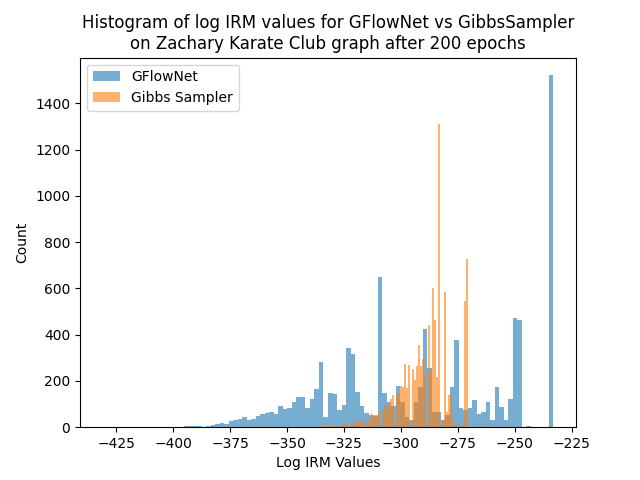 Histogram of log IRM values for GFlowNet vs GibbsSampler
on Zachary Karate Club graph after 200 epochs
GFlowNet
Gibbs Sampler
1400
1200
1000
800
600
400
200
0
Count
−425
−400
−375
−350
−325
−300
−275
−250
−225
Log IRM Values